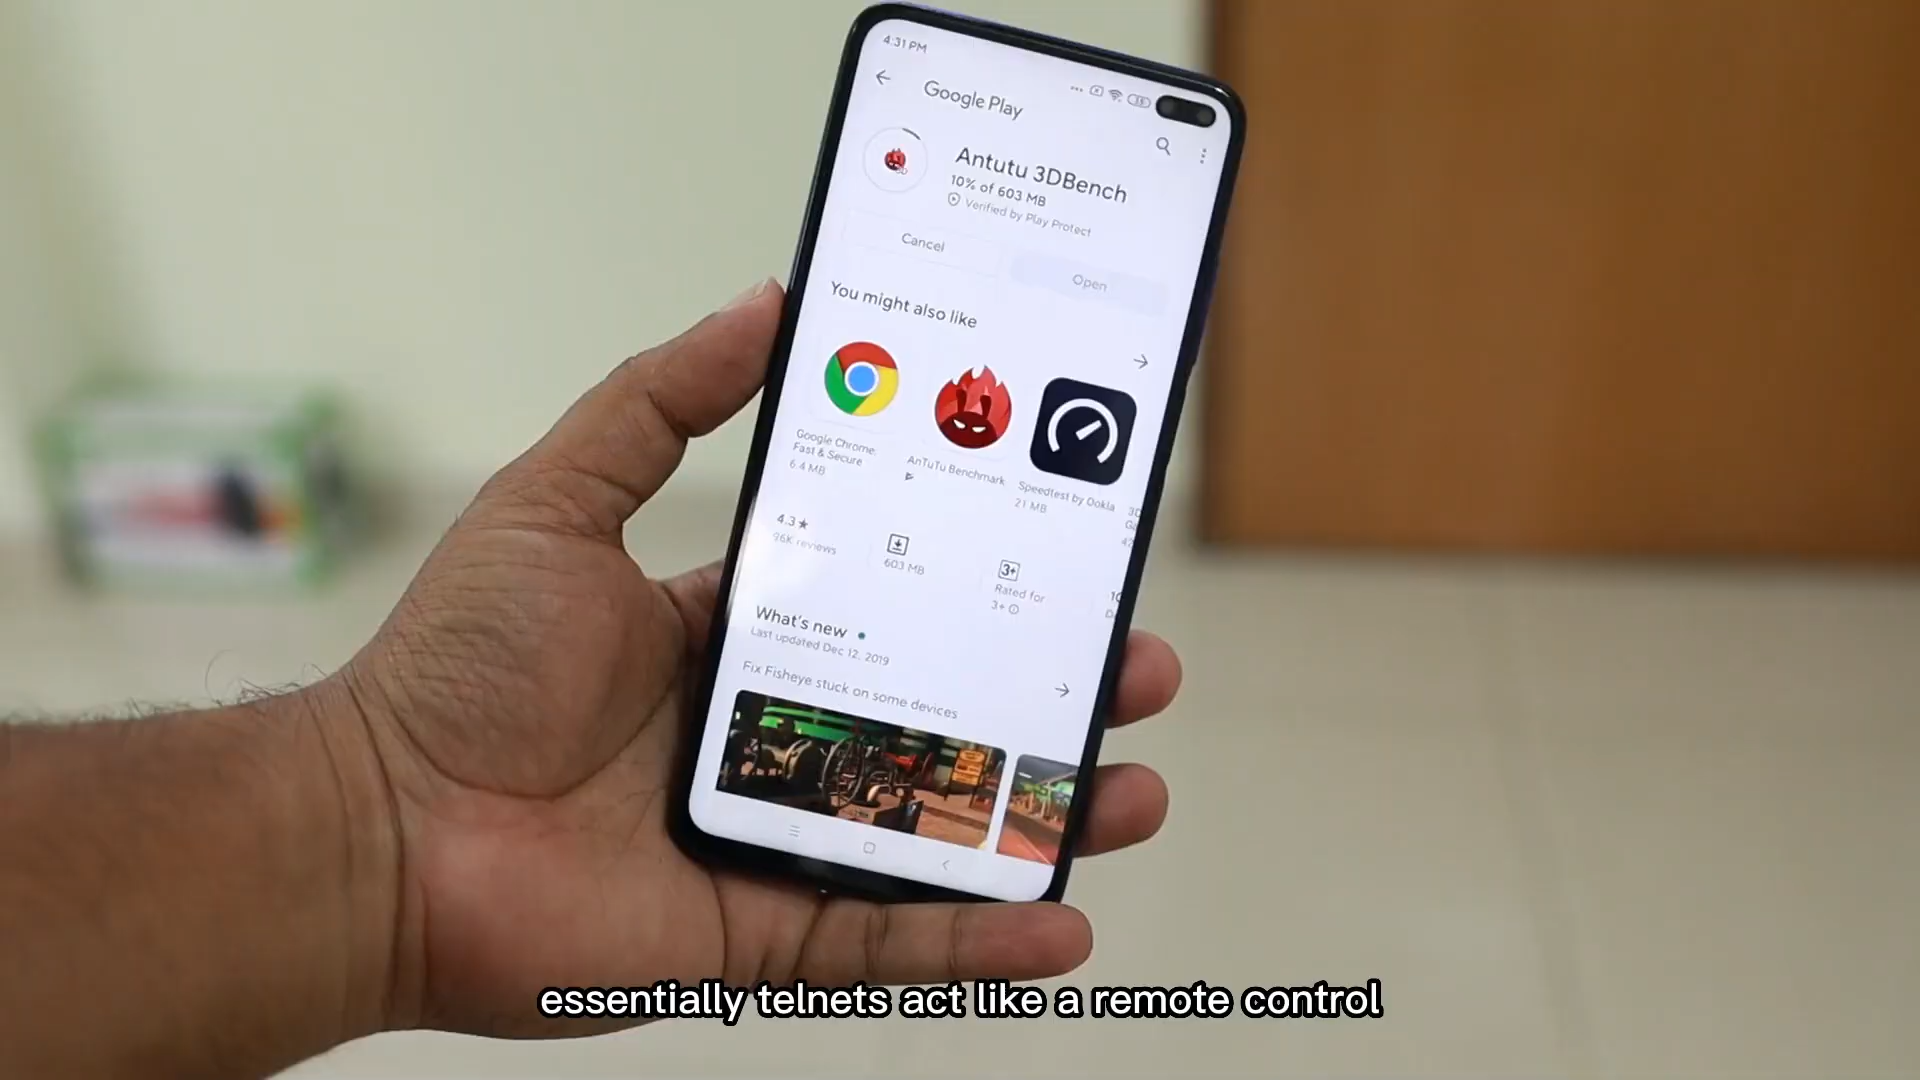 4:31 PM
Google Play
Antutu 3DBench
10% of 603 MB
Verified by Play Protect
Cancel
Open
You might also like
Google Chrome:
Fast & Secure
6.4 MB
AnTuTu Benchmark
Speedtest by Ookla
21 MB
4.3★
96K reviews
603 MB
3+
Rated for
3+
What's new
Last updated Dec 12, 2019
Fix Fisheye stuck on some devices
essentially telnets act like a remote control